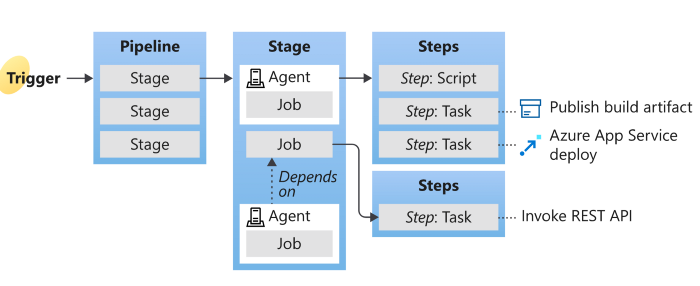 Trigger
Pipeline
Stage
Stage
Stage
Stage
Agent
Job
Job
Depends
on
Agent
Job
Steps
Step: Script
Step: Task
Step: Task
Publish build artifact
Azure App Service
deploy
Steps
Step: Task
Invoke REST API